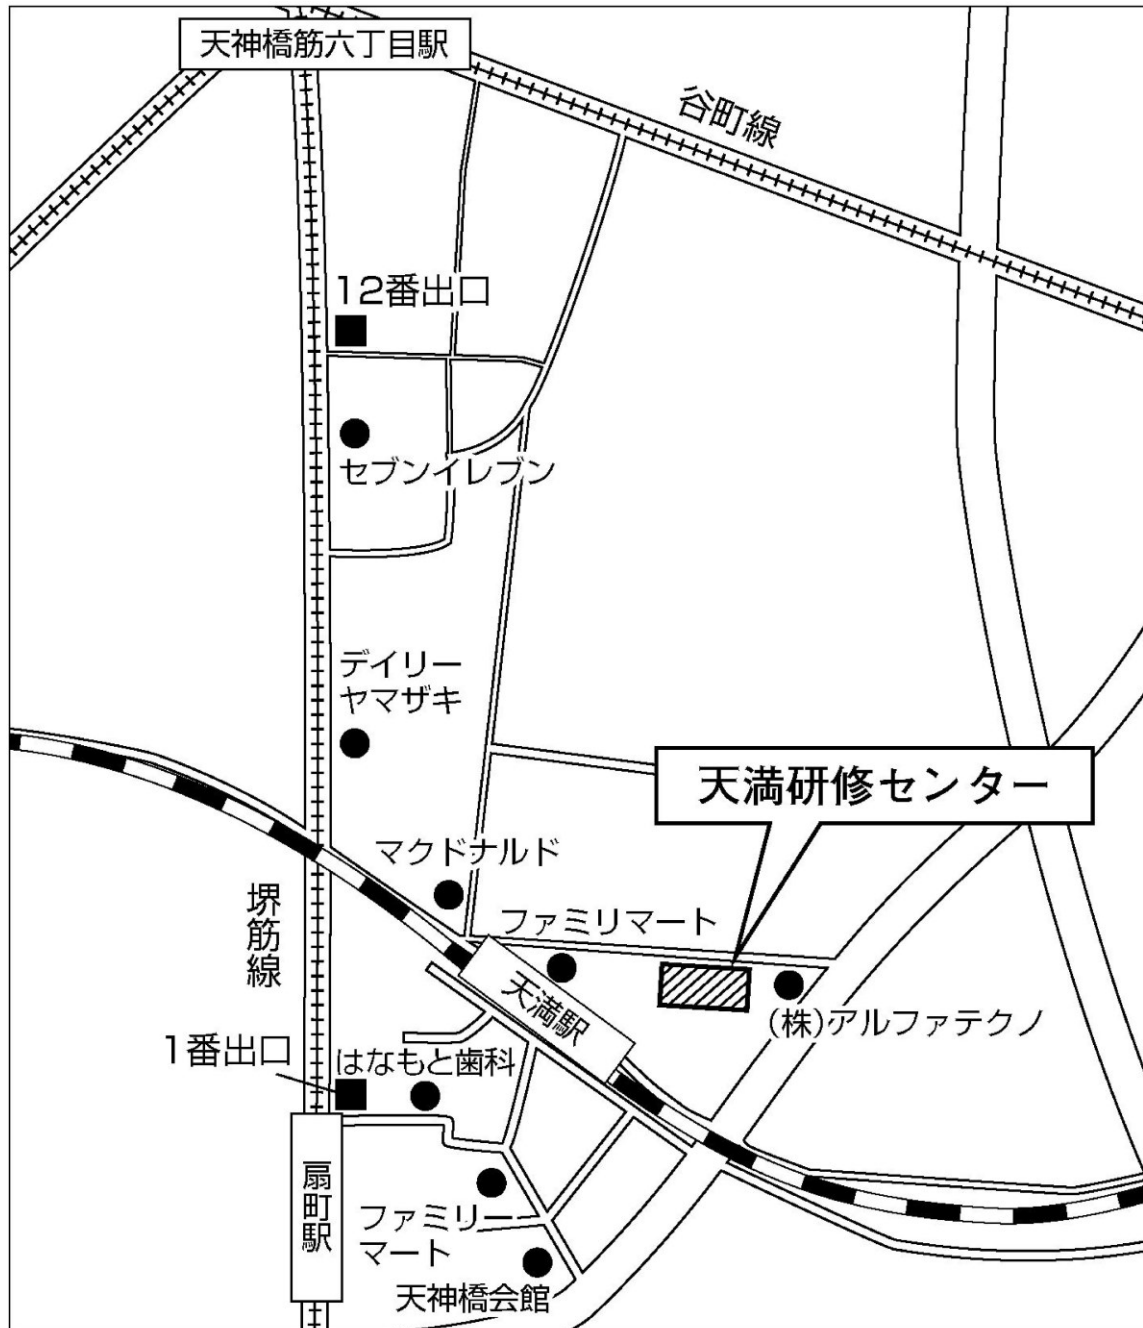 天神橋筋六丁目駅
谷町線
12番出口
セブンイレブン
デイリー
ヤマザキ
天満研修センター
マクドナルド
ファミリマート
堺筋線
天満駅
(株)アルファテクノ
1番出口
はなもと歯科
扇町駅
ファミリー
マート
天神橋会館